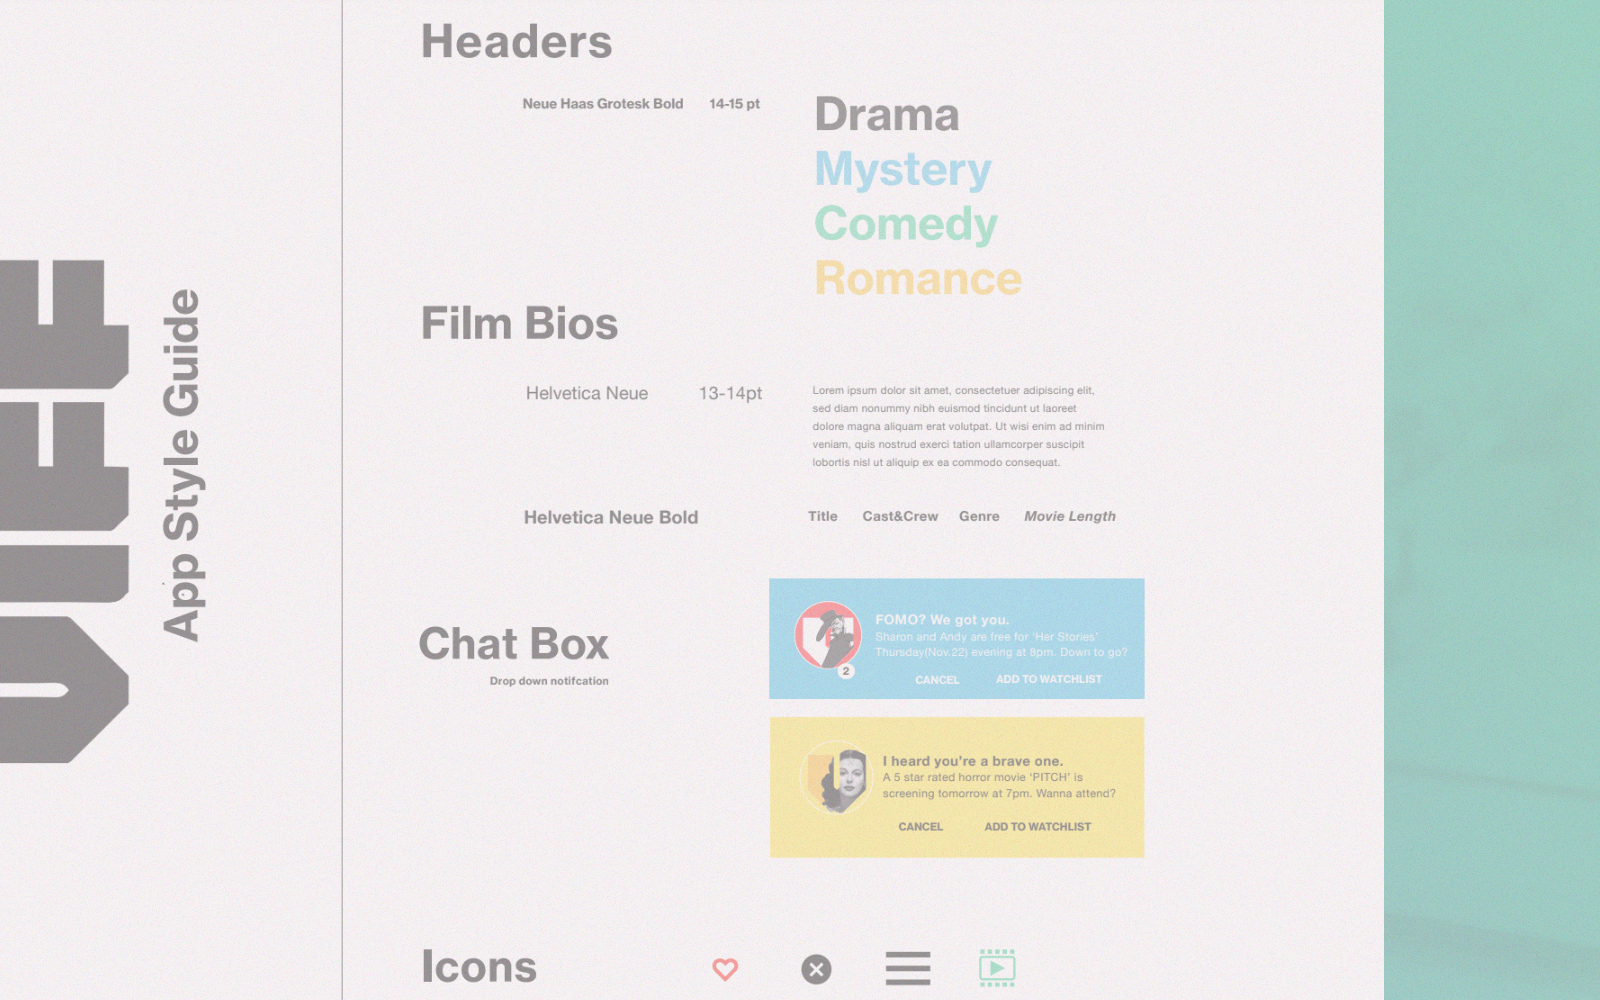 App Style Guide
Headers
Neue Haas Grotesk Bold 14-15 pt
Drama
Mystery
Comedy
Romance
Film Bios
Helvetica Neue 13-14pt
Lorem ipsum dolor sit amet, consectetuer adipiscing elit,
sed diam nonummy nibh euismod tincidunt ut laoreet
dolore magna aliquam erat volutpat. Ut wisi enim ad minim
veniam, quis nostrud exerci tation ullamcorper suscipit
lobortis nisl ut aliquip ex ea commodo consequat.
Helvetica Neue Bold
Title Cast&Crew Genre Movie Length
Chat Box
Drop down notifcation
FOMO? We got you.
Sharon and Andy are free for 'Her Stories'
Thursday(Nov.22) evening at 8pm. Down to go?
2
CANCEL ADD TO WATCHLIST
I heard you're a brave one.
A 5 star rated horror movie 'PITCH' is
screening tomorrow at 7pm. Wanna attend?
CANCEL ADD TO WATCHLIST
Icons